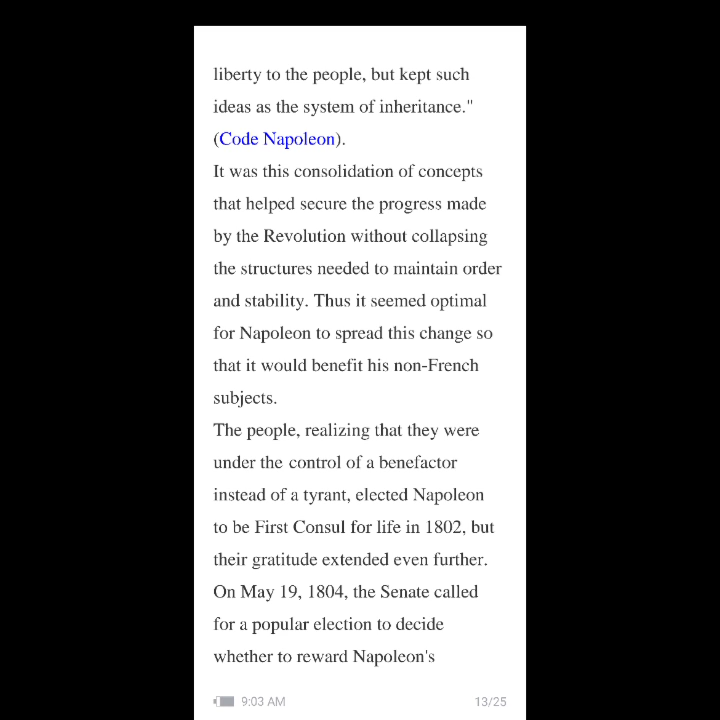 liberty to the people, but kept such
ideas as the system of inheritance."
(Code Napoleon).
It was this consolidation of concepts
that helped secure the progress made
by the Revolution without collapsing
the structures needed to maintain order
and stability. Thus it seemed optimal
for Napoleon to spread this change so
that it would benefit his non-French
subjects.
The people, realizing that they were
under the control of a benefactor
instead of a tyrant, elected Napoleon
to be First Consul for life in 1802, but
their gratitude extended even further.
On May 19, 1804, the Senate called
for a popular election to decide
whether to reward Napoleon's
9:03 AM 13/25